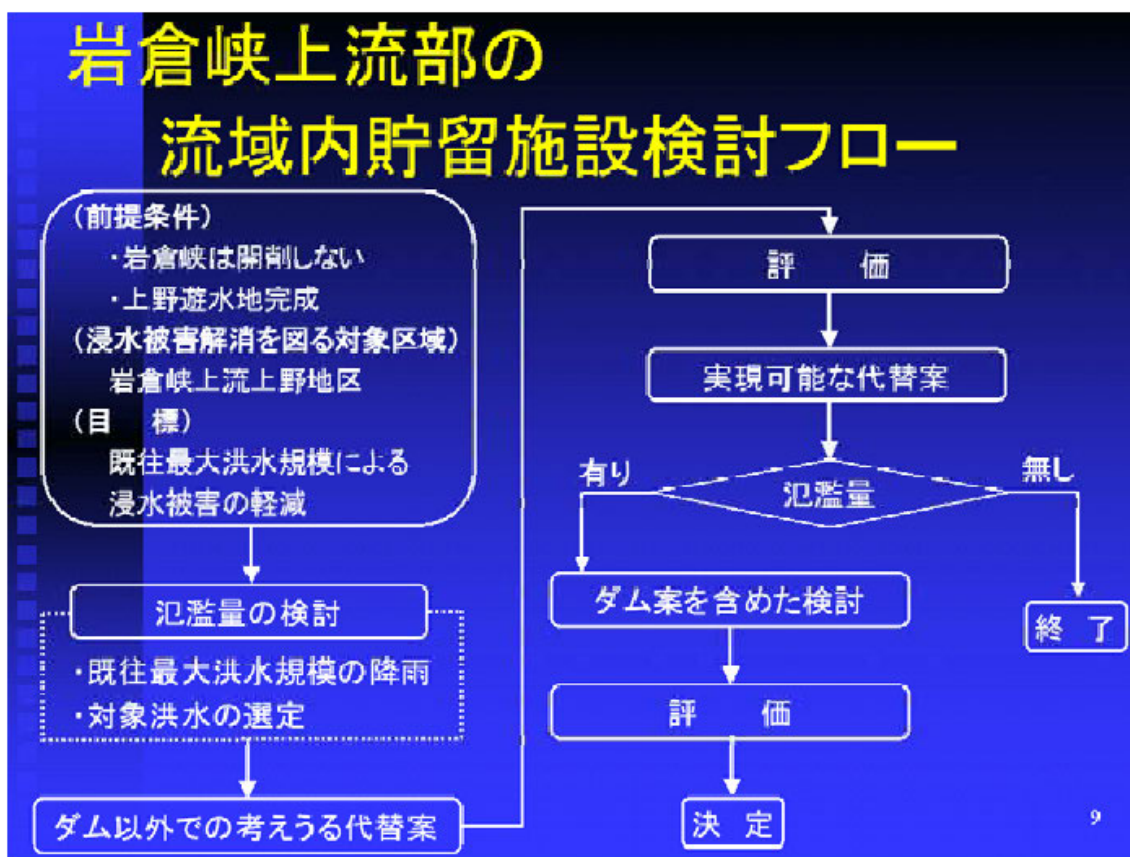 岩倉峡上流部の
流域内貯留施設検討フロー
(前提条件)
・岩倉峡は開削しない
・上野遊水地完成
(浸水被害解消を図る対象区域)
岩倉峡上流上野地区
(目 標)
既往最大洪水規模による
浸水被害の軽減
氾濫量の検討
・既往最大洪水規模の降雨
・対象洪水の選定
ダム以外での考えうる代替案
評 価
実現可能な代替案
氾濫量
有り
無し
ダム案を含めた検討
終 了
評 価
決 定
9